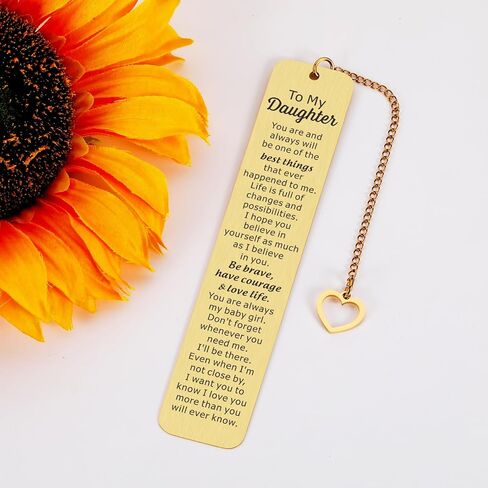 To My
Daughter
You are and
always will
be one of the
best things
that ever
happened to me.
Life is full of
changes and
possibilities.
I hope you
believe in
yourself as much
as I believe
in you.
Be brave,
have courage
& love life.
You are always
my baby girl.
Don't forget
whenever you
need me.
I'll be there.
Even when I'm
not close by,
I want you to
know I love you
more than you
will ever know.